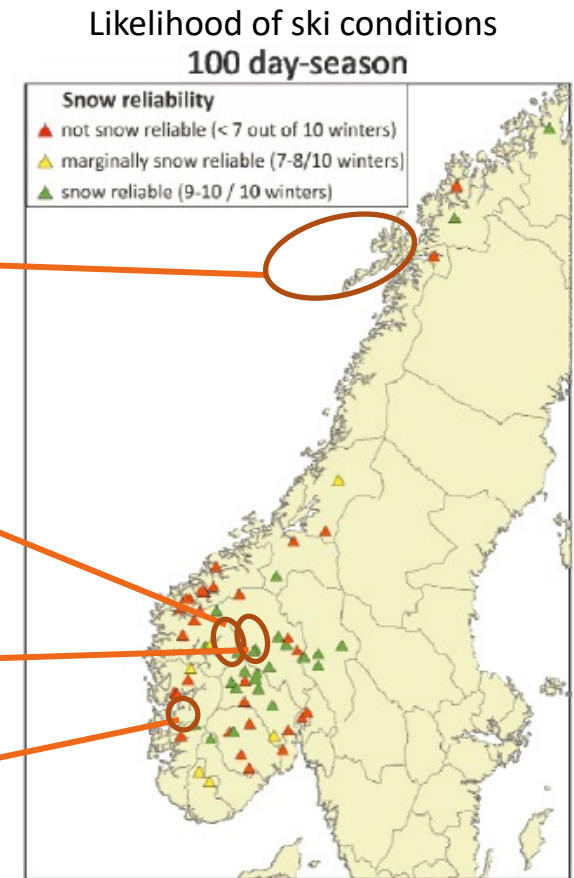 Likelihood of ski conditions
100 day-season
Snow reliability
not snow reliable (< 7 out of 10 winters)
marginally snow reliable (7-8/10 winters)
snow reliable (9-10 / 10 winters)